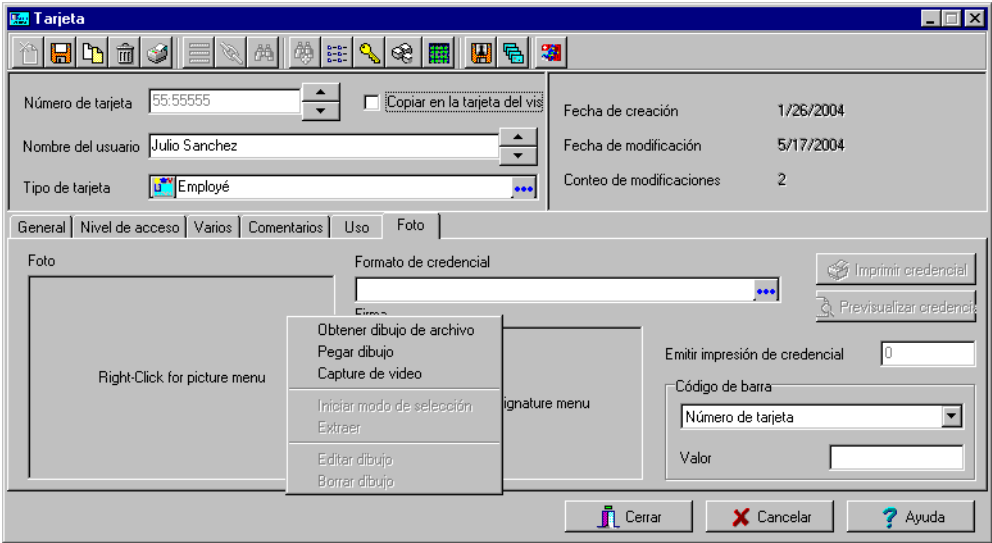 Tarjeta
Número de tarjeta 55:55555 Copiar en la tarjeta del vis
Nombre del usuario Julio Sanchez
Tipo de tarjeta Employé
Fecha de creación 1/26/2004
Fecha de modificación 5/17/2004
Conteo de modificaciones 2
General Nivel de acceso Varios Comentarios Uso Foto
Foto
Right-Click for picture menu
Formato de credencial
Firma
ignature menu
Obtener dibujo de archivo
Pegar dibujo
Capture de video
Iniciar modo de selección
Extraer
Editar dibujo
Borrar dibujo
Imprimir credencial
Previsualizar credencia
Emitir impresión de credencial 0
Código de barra
Número de tarjeta
Valor
Cerrar Cancelar Ayuda